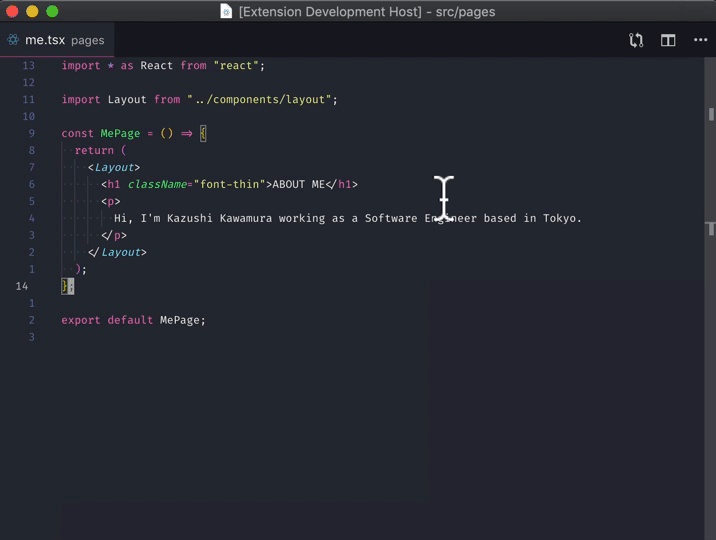 [Extension Development Host] - src/pages
me.tsx pages
13 import * as React from "react";
12
11 import Layout from "../components/layout";
10
9 const MePage = () => {
8 return (
7 <Layout>
6 <h1 className="font-thin">ABOUT ME</h1>
5 <p>
4 Hi, I'm Kazushi Kawamura working as a Software Engineer based in Tokyo.
3 </p>
2 </Layout>
1 );
14 };
1
2 export default MePage;
3